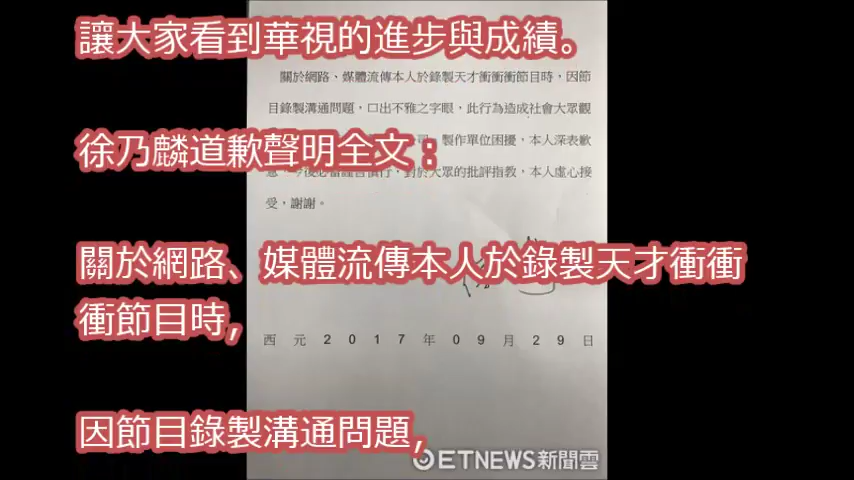 讓大家看到華視的進步與成績。
關於網路、媒體流傳本人於錄製天才衝衝衝節目時，因節
目錄製溝通問題，口出不雅之字眼，此行為造成社會大眾觀
製作單位困擾，本人深表歉
徐乃麟道歉聲明全文：
對於大眾的批評指教，本人虛心接
受，謝謝。
關於網路、媒體流傳本人於錄製天才衝衝
衝節目時，
西元2017年09月29日
因節目錄製溝通問題，
ETNEWS新聞雲